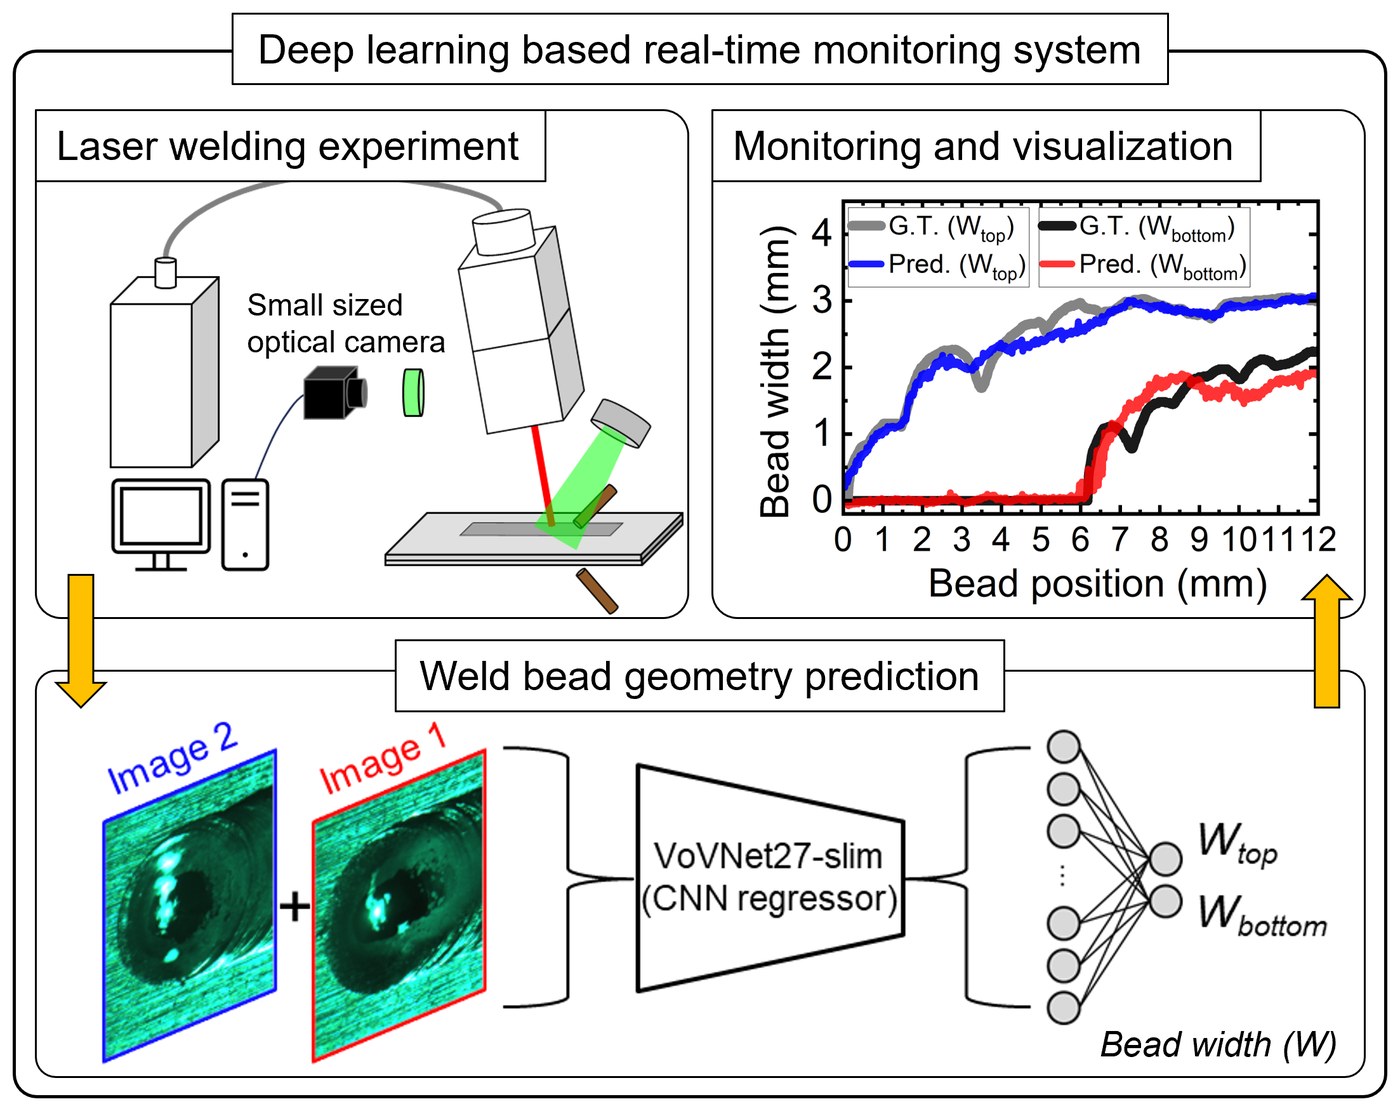 Deep learning based real-time monitoring system
Laser welding experiment
Small sized
optical camera
Monitoring and visualization
G.T. (Wtop)
G.T. (Wbottom)
Pred. (Wtop)
Pred. (Wbottom)
Bead width (mm)
4
3
2
1
0
0 1 2 3 4 5 6 7 8 9 10 11 12
Bead position (mm)
Weld bead geometry prediction
Image 2
Image 1
+
VoVNet27-slim
(CNN regressor)
...
Wtop
Wbottom
Bead width (W)